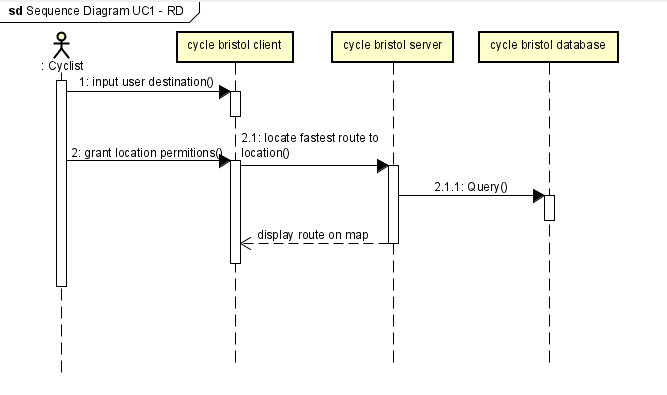 sd Sequence Diagram UC1 - RD
cycle bristol client
cycle bristol server
cycle bristol database
: Cyclist
1: input user destination()
2: grant location permitions()
2.1: locate fastest route to
location()
2.1.1: Query()
display route on map